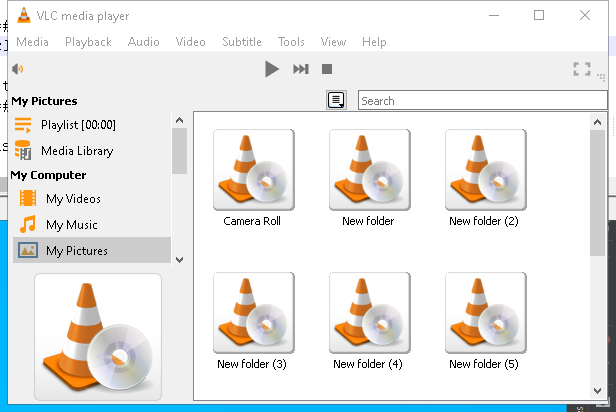 VLC media player
Media Playback Audio Video Subtitle Tools View Help
My Pictures
Search
Playlist [00:00]
Media Library
My Computer
My Videos
My Music
My Pictures
Camera Roll New folder New folder (2)
New folder (3) New folder (4) New folder (5)